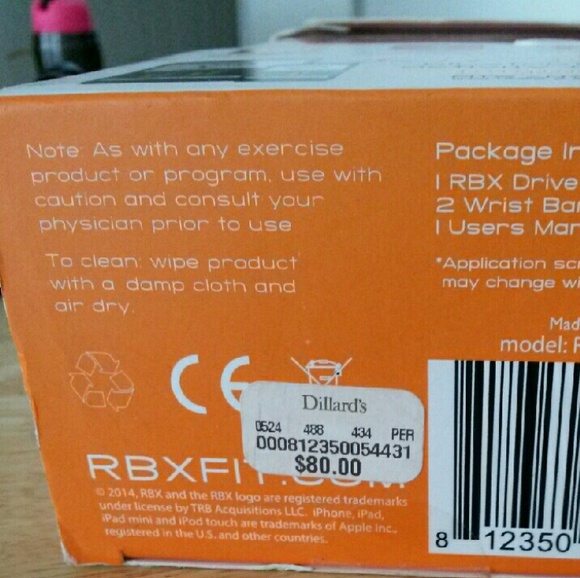 Note: As with any exercise
product or program, use with
caution and consult your
physician prior to use
To clean: wipe product
with a damp cloth and
air dry.
Package In
1 RBX Drive
2 Wrist Ban
1 Users Man
*Application scr
may change wi
Mad
model: R
CE
Dillard's
0524 488 434 PER
000812350054431
$80.00
RBXFIT.COM
© 2014, RBX and the RBX logo are registered trademarks
under license by TRB Acquisitions LLC. iPhone, iPad,
iPad mini and iPod touch are trademarks of Apple Inc.,
registered in the U.S. and other countries.
8 12350